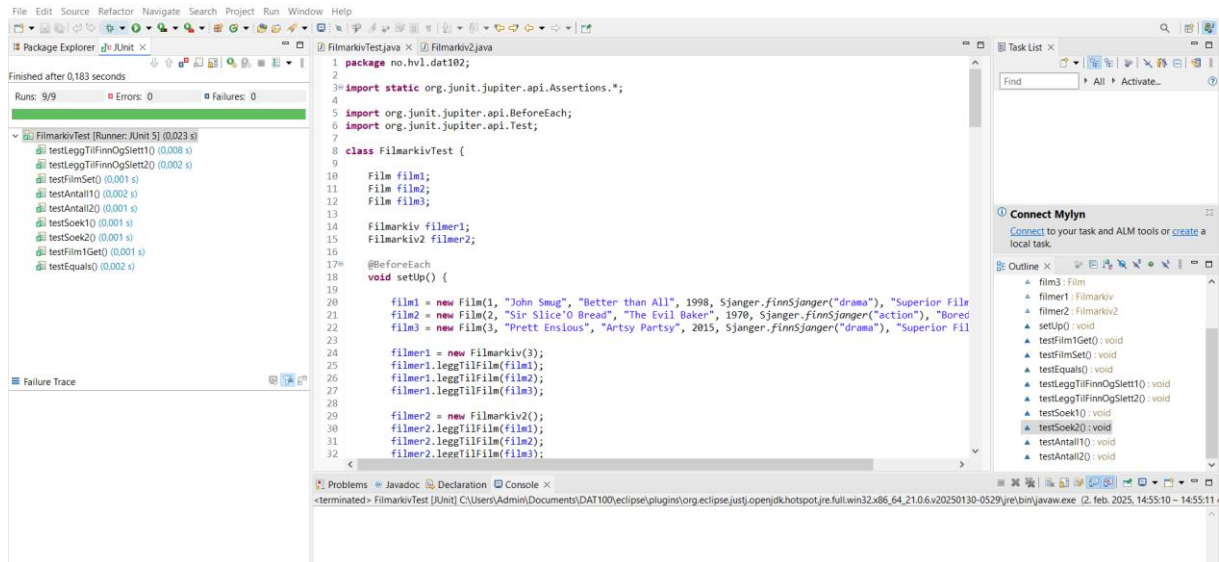 File Edit Source Refactor Navigate Search Project Run Window Help
Package Explorer JUnit ×
Finished after 0,183 seconds
Runs: 9/9 Errors: 0 Failures: 0
FilmarkivTest [Runner: JUnit 5] (0,023 s)
testLeggTilFinnOgSlett1() (0,008 s)
testLeggTilFinnOgSlett2() (0,002 s)
testFilmSet() (0,001 s)
testAntall1() (0,002 s)
testAntall2() (0,001 s)
testSoek1() (0,001 s)
testSoek2() (0,001 s)
testFilm1Get() (0,001 s)
testEquals() (0,002 s)
Failure Trace
FilmarkivTest.java × Filmarkiv2.java
1 package no.hvl.dat102;
2
3 import static org.junit.jupiter.api.Assertions.*;
4
5 import org.junit.jupiter.api.BeforeEach;
6 import org.junit.jupiter.api.Test;
7
8 class FilmarkivTest {
9
10 Film film1;
11 Film film2;
12 Film film3;
13
14 Filmarkiv filmer1;
15 Filmarkiv2 filmer2;
16
17 @BeforeEach
18 void setUp() {
19
20 film1 = new Film(1, "John Smug", "Better than All", 1998, Sjanger.finnSjanger("drama"), "Superior Film
21 film2 = new Film(2, "Sir Slice'O Bread", "The Evil Baker", 1970, Sjanger.finnSjanger("action"), "Bored
22 film3 = new Film(3, "Prett Ensious", "Artsy Partsy", 2015, Sjanger.finnSjanger("drama"), "Superior Fil
23
24 filmer1 = new Filmarkiv(3);
25 filmer1.leggTilFilm(film1);
26 filmer1.leggTilFilm(film2);
27 filmer1.leggTilFilm(film3);
28
29 filmer2 = new Filmarkiv2();
30 filmer2.leggTilFilm(film1);
31 filmer2.leggTilFilm(film2);
32 filmer2.leggTilFilm(film3);
Problems Javadoc Declaration Console ×
<terminated> FilmarkivTest [JUnit] C:\Users\Admin\Documents\DAT100\eclipse\plugins\org.eclipse.justj.openjdk.hotspot.jre.full.win32.x86_64_21.0.6.v20250130-0529\jre\bin\javaw.exe (2. feb. 2025, 14:55:10 – 14:55:11
Task List ×
Find All Activate...
Connect Mylyn
Connect to your task and ALM tools or create a
local task.
Outline ×
film3 : Film
filmer1 : Filmarkiv
filmer2 : Filmarkiv2
setUp() : void
testFilm1Get() : void
testFilmSet() : void
testEquals() : void
testLeggTilFinnOgSlett1() : void
testLeggTilFinnOgSlett2() : void
testSoek1() : void
testSoek2() : void
testAntall1() : void
testAntall2() : void